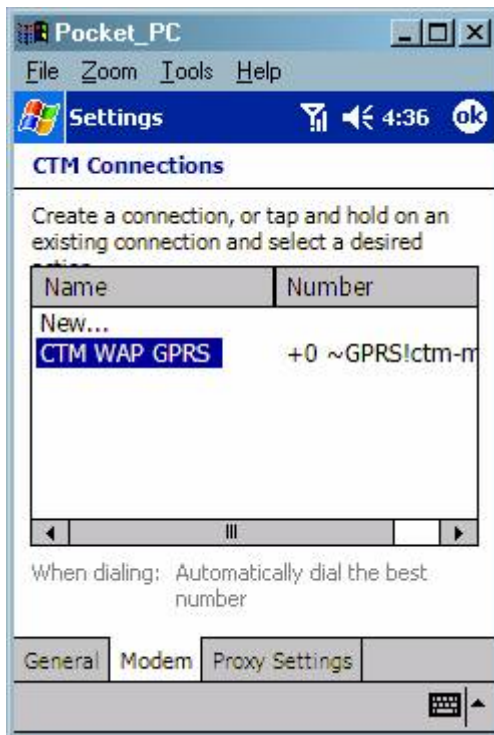 Pocket_PC
File Zoom Tools Help
Settings 4:36 ok
CTM Connections
Create a connection, or tap and hold on an
existing connection and select a desired
Name Number
New...
CTM WAP GPRS +0 ~GPRS!ctm-m
When dialing: Automatically dial the best
number
General Modem Proxy Settings